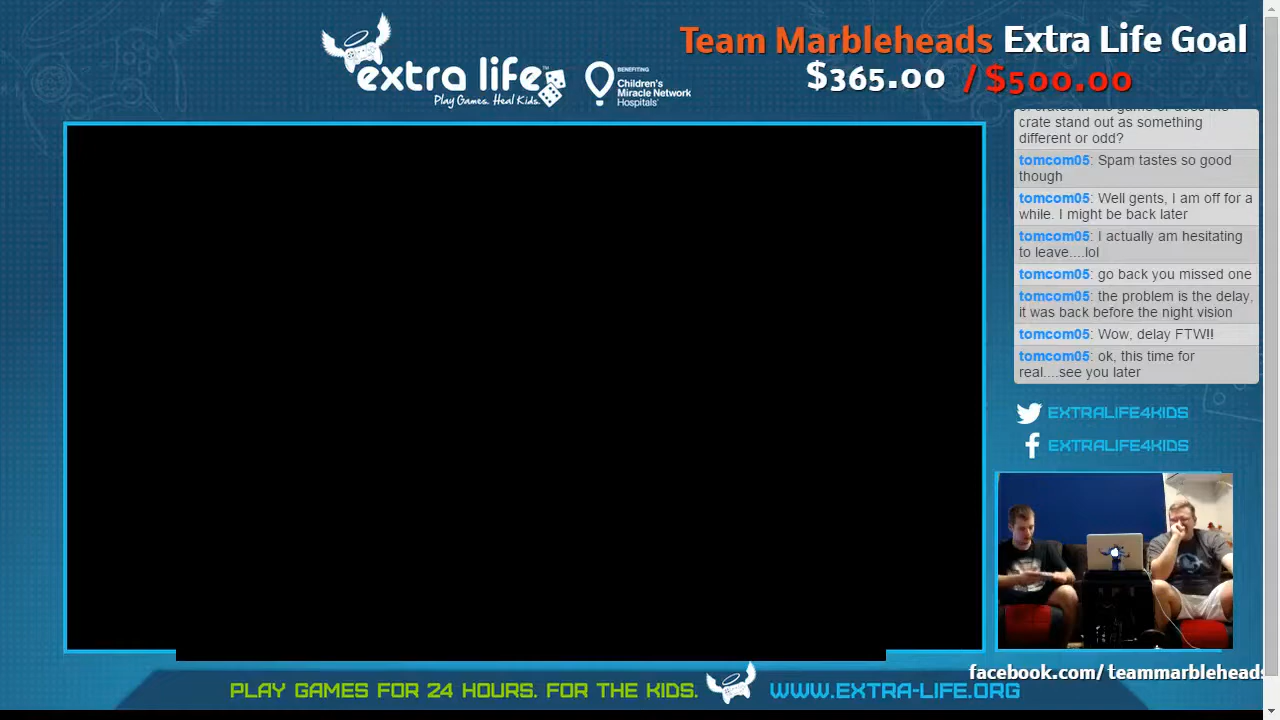 extra life™
Play Games. Heal Kids.
BENEFITING
Children's
Miracle Network
Hospitals
Team Marbleheads Extra Life Goal
$365.00 /$500.00
crate stand out as something
different or odd?
tomcom05: Spam tastes so good
though
tomcom05: Well gents, I am off for a
while. I might be back later
tomcom05: I actually am hesitating
to leave....lol
tomcom05: go back you missed one
tomcom05: the problem is the delay,
it was back before the night vision
tomcom05: Wow, delay FTW!!
tomcom05: ok, this time for
real....see you later
EXTRALIFE4KIDS
EXTRALIFE4KIDS
facebook.com/teammarbleheads
PLAY GAMES FOR 24 HOURS. FOR THE KIDS.
WWW.EXTRA-LIFE.ORG